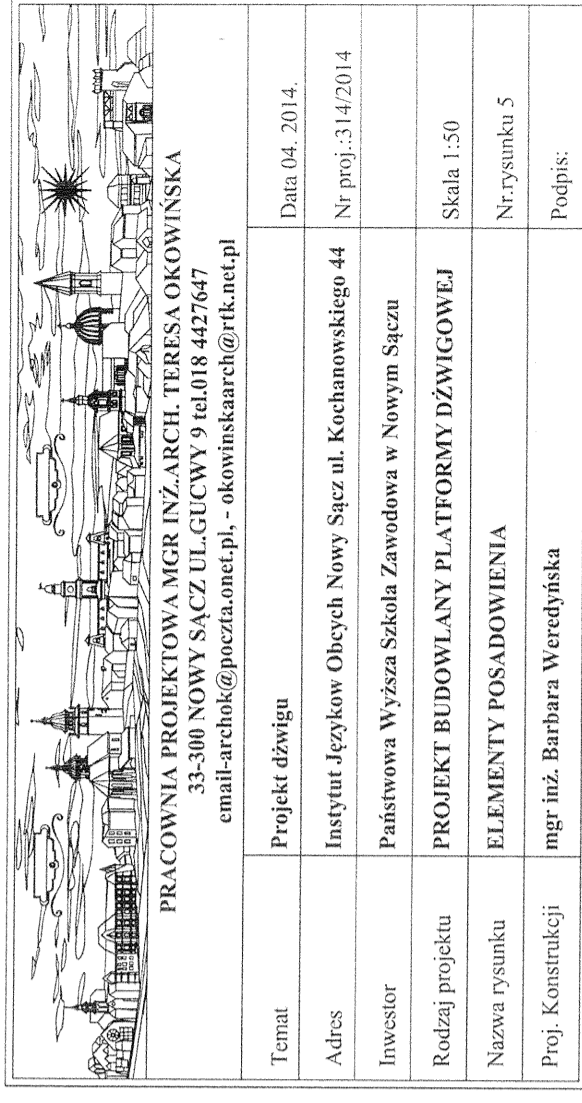 PRACOWNIA PROJEKTOWA MGR INŻ.ARCH. TERESA OKOWIŃSKA
33-300 NOWY SĄCZ UL.GUCWY 9 tel.018 4427647
email-archok@poczta.onet.pl, - okowinskaarch@rtk.net.pl
Temat Projekt dźwigu Data 04. 2014.
Adres Instytut Językow Obcych Nowy Sącz ul. Kochanowskiego 44 Nr proj.:314/2014
Inwestor Państwowa Wyższa Szkola Zawodowa w Nowym Sączu
Rodzaj projektu PROJEKT BUDOWLANY PLATFORMY DŹWIGOWEJ Skala 1:50
Nazwa rysunku ELEMENTY POSADOWIENIA Nr.rysunku 5
Proj. Konstrukcji mgr inż. Barbara Weredyńska Podpis: